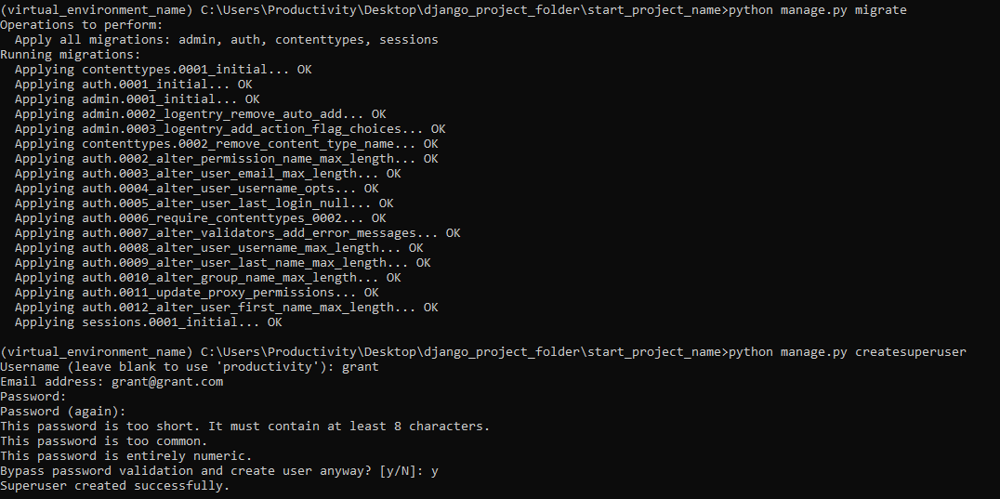 (virtual_environment_name) C:\Users\Productivity\Desktop\django_project_folder\start_project_name>python manage.py migrate
Operations to perform:
  Apply all migrations: admin, auth, contenttypes, sessions
Running migrations:
  Applying contenttypes.0001_initial... OK
  Applying auth.0001_initial... OK
  Applying admin.0001_initial... OK
  Applying admin.0002_logentry_remove_auto_add... OK
  Applying admin.0003_logentry_add_action_flag_choices... OK
  Applying contenttypes.0002_remove_content_type_name... OK
  Applying auth.0002_alter_permission_name_max_length... OK
  Applying auth.0003_alter_user_email_max_length... OK
  Applying auth.0004_alter_user_username_opts... OK
  Applying auth.0005_alter_user_last_login_null... OK
  Applying auth.0006_require_contenttypes_0002... OK
  Applying auth.0007_alter_validators_add_error_messages... OK
  Applying auth.0008_alter_user_username_max_length... OK
  Applying auth.0009_alter_user_last_name_max_length... OK
  Applying auth.0010_alter_group_name_max_length... OK
  Applying auth.0011_update_proxy_permissions... OK
  Applying auth.0012_alter_user_first_name_max_length... OK
  Applying sessions.0001_initial... OK
(virtual_environment_name) C:\Users\Productivity\Desktop\django_project_folder\start_project_name>python manage.py createsuperuser
Username (leave blank to use 'productivity'): grant
Email address: grant@grant.com
Password:
Password (again):
This password is too short. It must contain at least 8 characters.
This password is too common.
This password is entirely numeric.
Bypass password validation and create user anyway? [y/N]: y
Superuser created successfully.